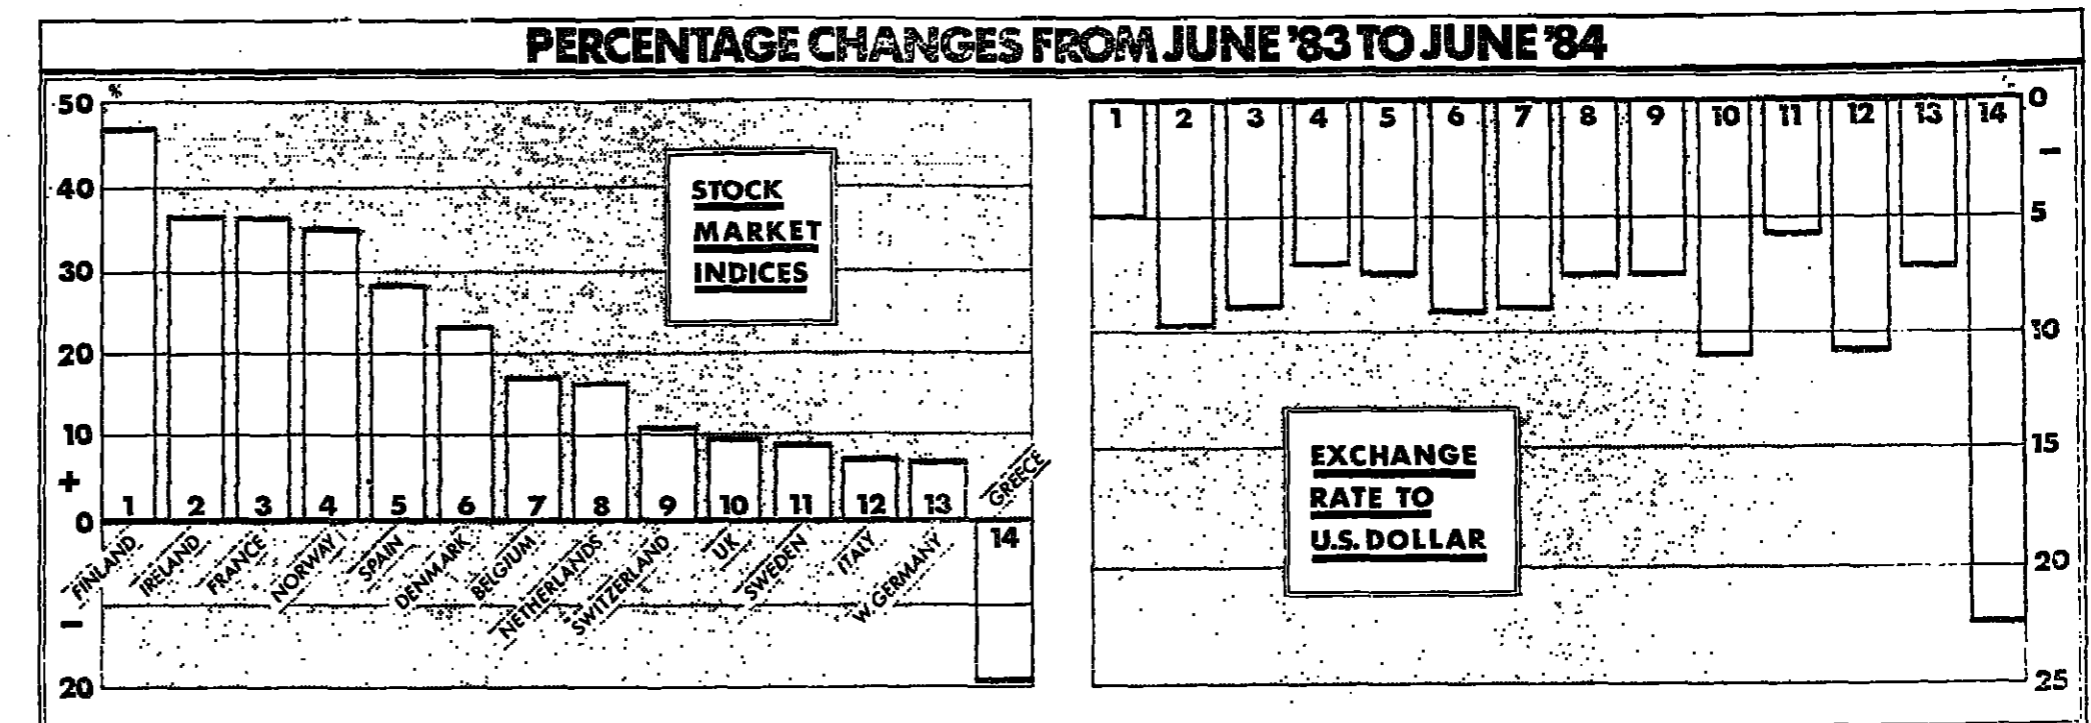 PERCENTAGE CHANGES FROM JUNE '83 TO JUNE '84
%
50
40
30
20
10
+
0
−
20
STOCK
MARKET
INDICES
1 2 3 4 5 6 7 8 9 10 11 12 13
14
FINLAND
IRELAND
FRANCE
NORWAY
SPAIN
DENMARK
BELGIUM
NETHERLANDS
SWITZERLAND
UK
SWEDEN
ITALY
W GERMANY
GREECE
1 2 3 4 5 6 7 8 9 10 11 12 13 14
0
−
5
10
15
20
25
EXCHANGE
RATE TO
U.S. DOLLAR